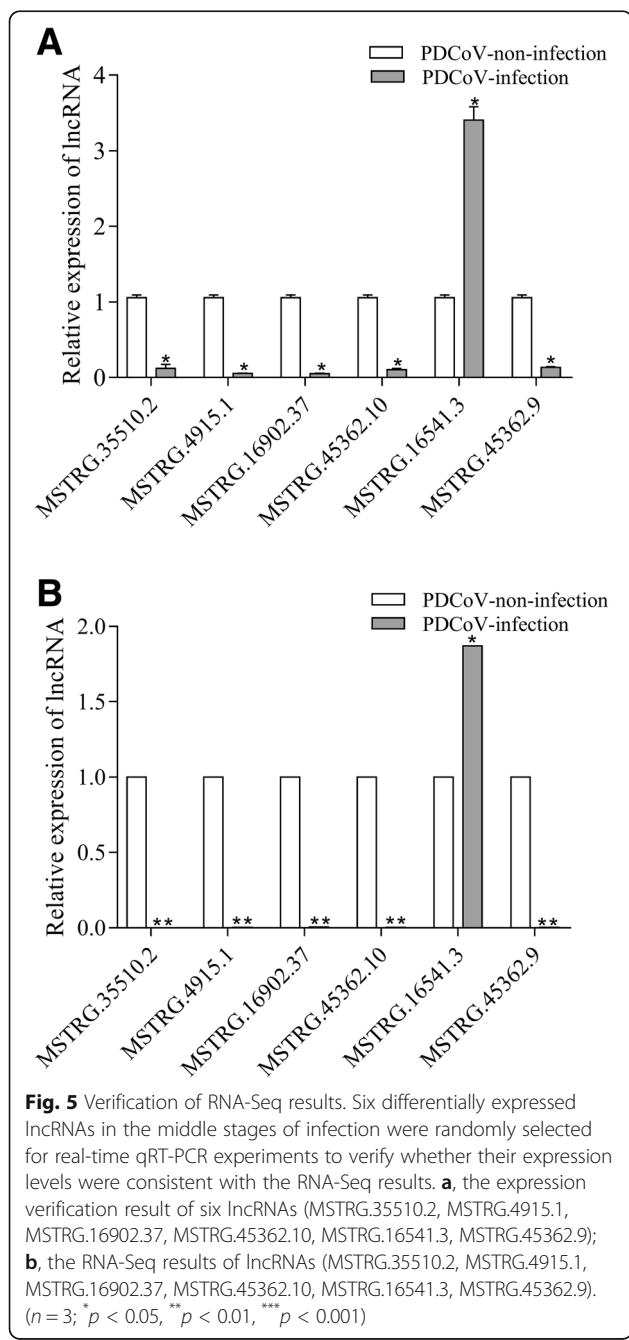 A
PDCoV-non-infection
PDCoV-infection
Relative expression of lncRNA
4
3
2
1
0
*
*
*
*
*
*
MSTRG.35510.2
MSTRG.4915.1
MSTRG.16902.37
MSTRG.45362.10
MSTRG.16541.3
MSTRG.45362.9
B
PDCoV-non-infection
PDCoV-infection
Relative expression of lncRNA
2.0
1.5
1.0
0.5
0.0
**
**
**
**
*
**
MSTRG.35510.2
MSTRG.4915.1
MSTRG.16902.37
MSTRG.45362.10
MSTRG.16541.3
MSTRG.45362.9
Fig. 5 Verification of RNA-Seq results. Six differentially expressed
lncRNAs in the middle stages of infection were randomly selected
for real-time qRT-PCR experiments to verify whether their expression
levels were consistent with the RNA-Seq results. a, the expression
verification result of six lncRNAs (MSTRG.35510.2, MSTRG.4915.1,
MSTRG.16902.37, MSTRG.45362.10, MSTRG.16541.3, MSTRG.45362.9);
b, the RNA-Seq results of lncRNAs (MSTRG.35510.2, MSTRG.4915.1,
MSTRG.16902.37, MSTRG.45362.10, MSTRG.16541.3, MSTRG.45362.9).
(n = 3; *p < 0.05, **p < 0.01, ***p < 0.001)